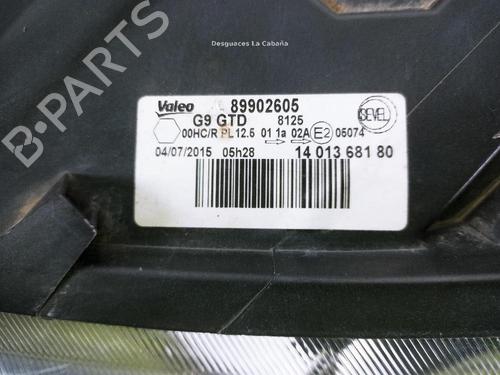 Desguaces La Cabaña
B-PARTS
Valeo 89902605
G9 GTD 8125
SEVEL
00HC/R PL 12.5 01 1a 02A E2 05074
04/07/2015 05h28 14 013 681 80